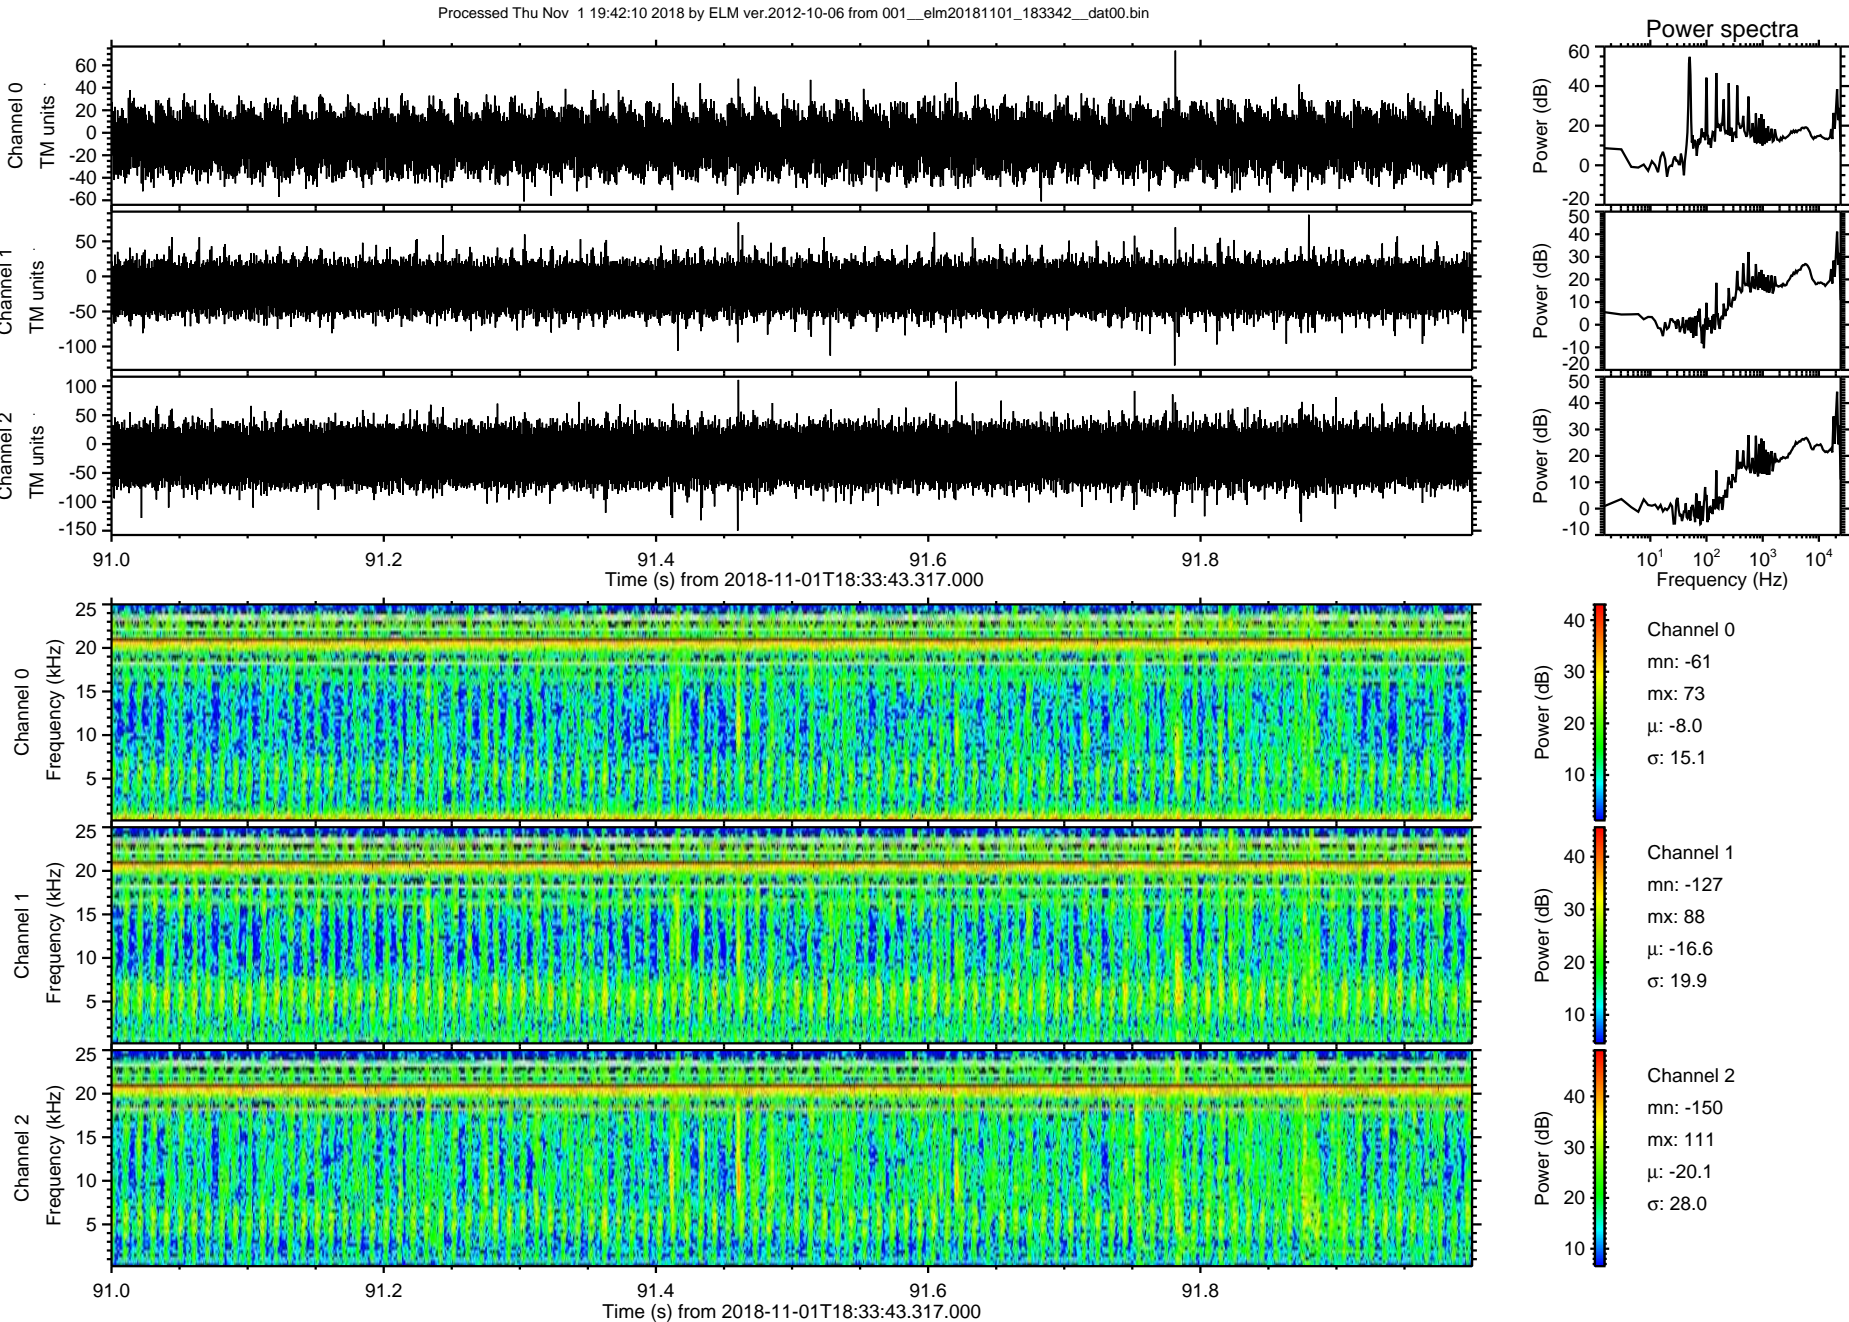 Processed Thu Nov  1 19:42:10 2018 by ELM ver.2012-10-06 from 001__elm20181101_183342__dat00.bin
Power spectra
Channel 0
TM units
60
40
20
0
-20
-40
-60
Power (dB)
60
40
20
0
-20
Channel 1
TM units
50
0
-50
-100
Power (dB)
50
40
30
20
10
0
-10
-20
Channel 2
TM units
100
50
0
-50
-100
-150
Power (dB)
50
40
30
20
10
0
-10
91.0 91.2 91.4 91.6 91.8
Time (s) from 2018-11-01T18:33:43.317.000
10^1 10^2 10^3 10^4
Frequency (Hz)
Channel 0
Frequency (kHz)
25
20
15
10
5
Power (dB)
40
30
20
10
Channel 0
mn: -61
mx: 73
μ: -8.0
σ: 15.1
Channel 1
Frequency (kHz)
25
20
15
10
5
Power (dB)
40
30
20
10
Channel 1
mn: -127
mx: 88
μ: -16.6
σ: 19.9
Channel 2
Frequency (kHz)
25
20
15
10
5
Power (dB)
40
30
20
10
Channel 2
mn: -150
mx: 111
μ: -20.1
σ: 28.0
91.0 91.2 91.4 91.6 91.8
Time (s) from 2018-11-01T18:33:43.317.000